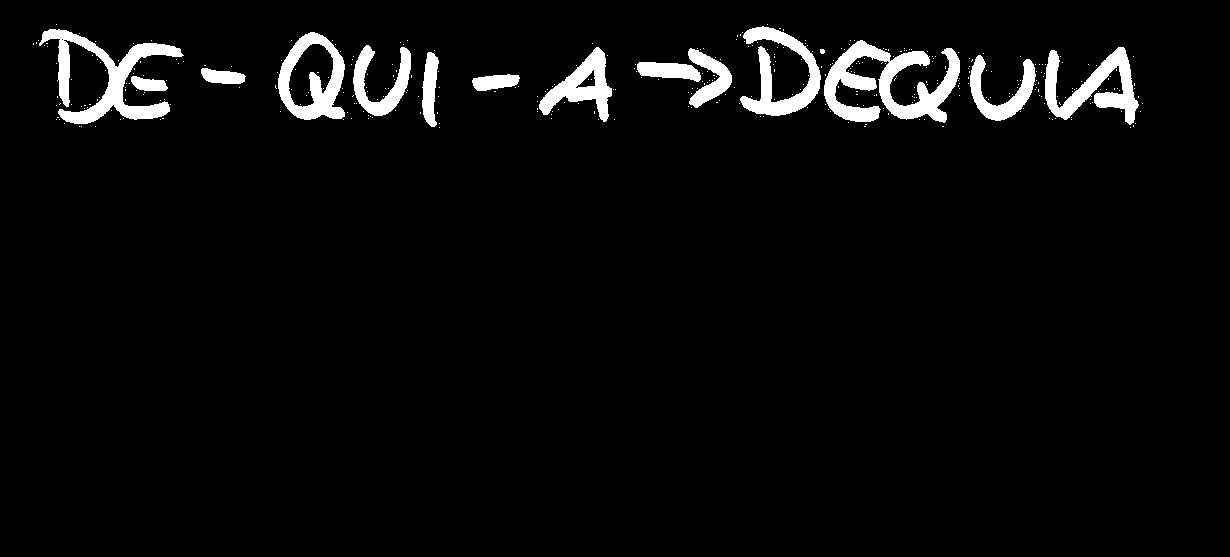 DE - QUI - A → DEQUIA